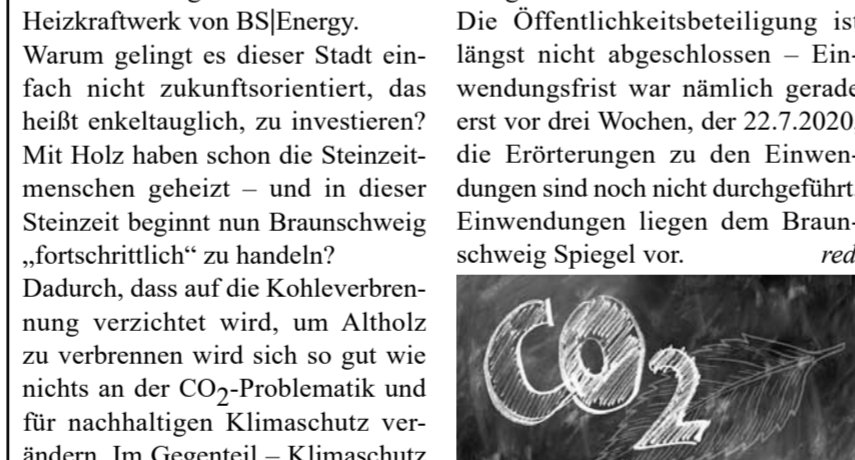 Heizkraftwerk von BS|Energy.
Warum gelingt es dieser Stadt ein-
fach nicht zukunftsorientiert, das
heißt enkeltauglich, zu investieren?
Mit Holz haben schon die Steinzeit-
menschen geheizt – und in dieser
Steinzeit beginnt nun Braunschweig
„fortschrittlich“ zu handeln?
Dadurch, dass auf die Kohleverbren-
nung verzichtet wird, um Altholz
zu verbrennen wird sich so gut wie
nichts an der CO2-Problematik und
für nachhaltigen Klimaschutz ver-
ändern. Im Gegenteil – Klimaschutz
Die Öffentlichkeitsbeteiligung ist
längst nicht abgeschlossen – Ein-
wendungsfrist war nämlich gerade
erst vor drei Wochen, der 22.7.2020,
die Erörterungen zu den Einwen-
dungen sind noch nicht durchgeführt.
Einwendungen liegen dem Braun-
schweig Spiegel vor. red
CO2